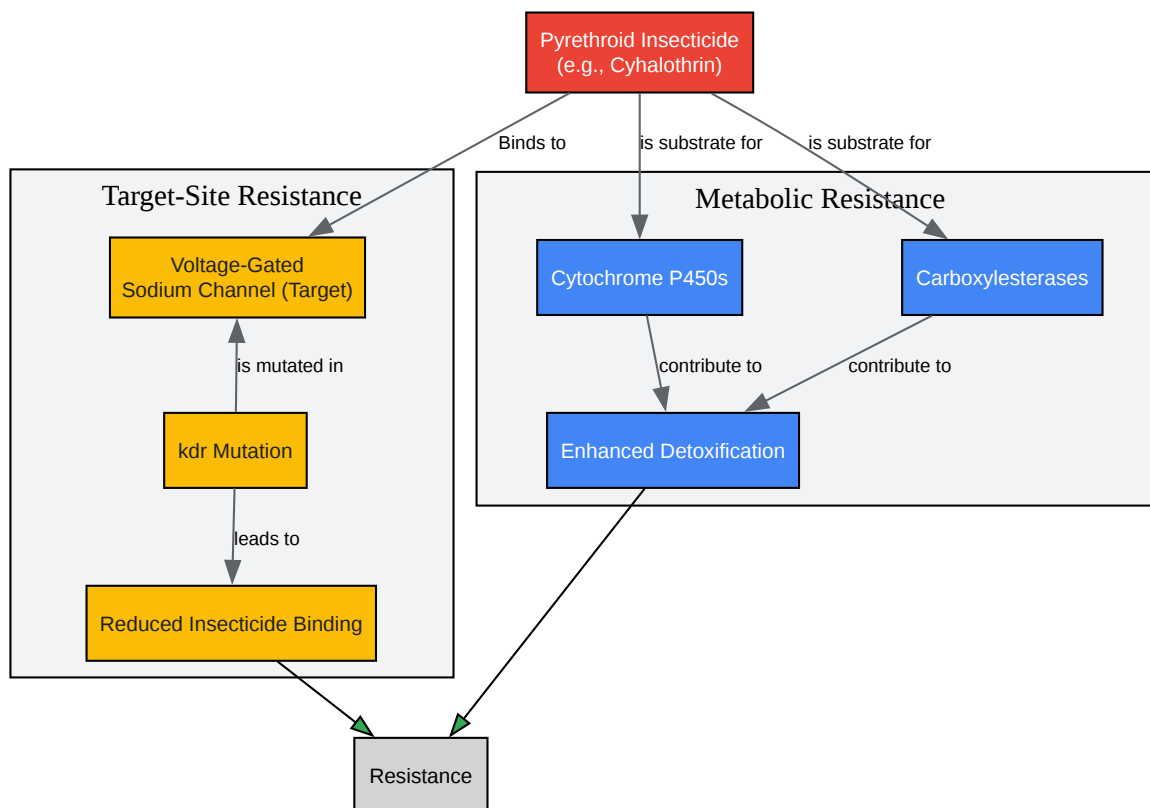 Pyrethroid Insecticide
(e.g., Cyhalothrin)
Binds to
is substrate for
is substrate for
Target-Site Resistance
Metabolic Resistance
Voltage-Gated
Sodium Channel (Target)
Cytochrome P450s
Carboxylesterases
is mutated in
contribute to
contribute to
kdr Mutation
Enhanced Detoxification
leads to
Reduced Insecticide Binding
Resistance